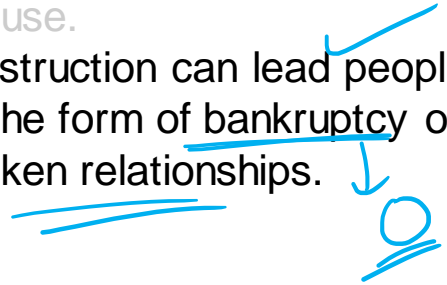 use.
struction can lead peopl
he form of bankruptcy o
ken relationships.